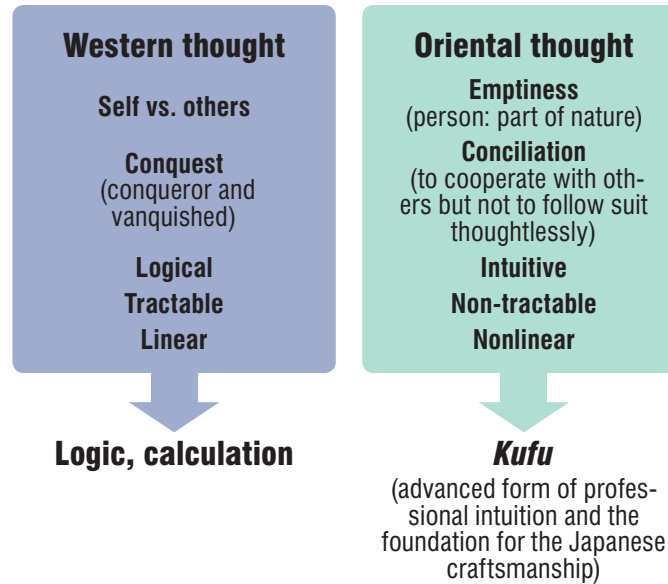 Western thought
Self vs. others
Conquest
(conqueror and
vanquished)
Logical
Tractable
Linear
Logic, calculation
Oriental thought
Emptiness
(person: part of nature)
Conciliation
(to cooperate with oth-
ers but not to follow suit
thoughtlessly)
Intuitive
Non-tractable
Nonlinear
Kufu
(advanced form of profes-
sional intuition and the
foundation for the Japanese
craftsmanship)